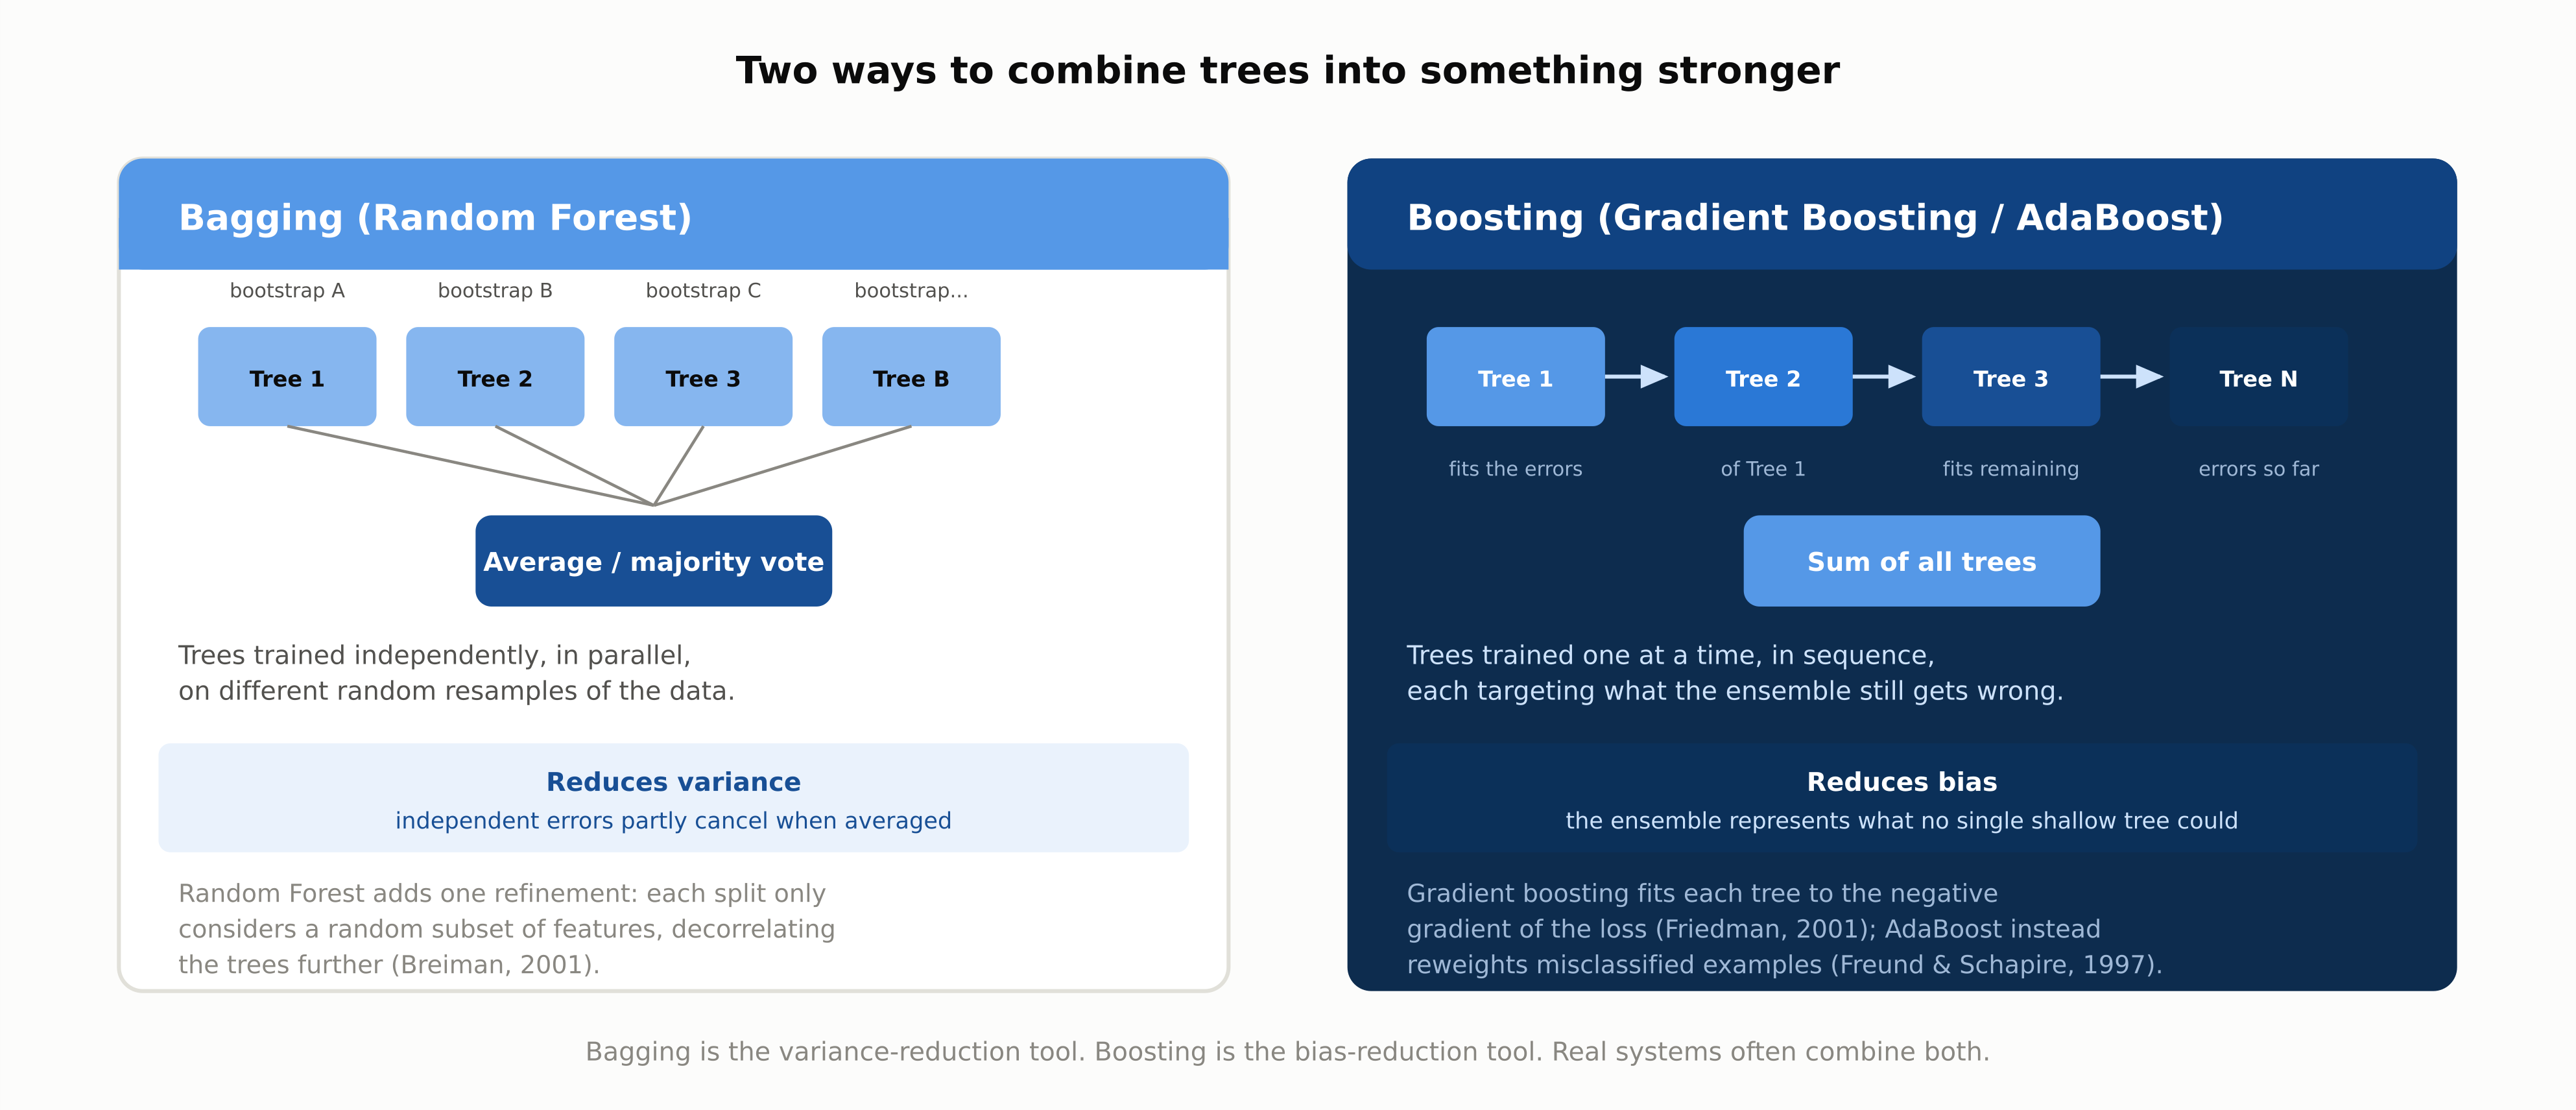 Two ways to combine trees into something stronger
Bagging (Random Forest)
bootstrap A
bootstrap B
bootstrap C
bootstrap...
Tree 1
Tree 2
Tree 3
Tree B
Average / majority vote
Trees trained independently, in parallel,
on different random resamples of the data.
Reduces variance
independent errors partly cancel when averaged
Random Forest adds one refinement: each split only
considers a random subset of features, decorrelating
the trees further (Breiman, 2001).
Boosting (Gradient Boosting / AdaBoost)
Tree 1
Tree 2
Tree 3
Tree N
fits the errors
of Tree 1
fits remaining
errors so far
Sum of all trees
Trees trained one at a time, in sequence,
each targeting what the ensemble still gets wrong.
Reduces bias
the ensemble represents what no single shallow tree could
Gradient boosting fits each tree to the negative
gradient of the loss (Friedman, 2001); AdaBoost instead
reweights misclassified examples (Freund & Schapire, 1997).
Bagging is the variance-reduction tool. Boosting is the bias-reduction tool. Real systems often combine both.